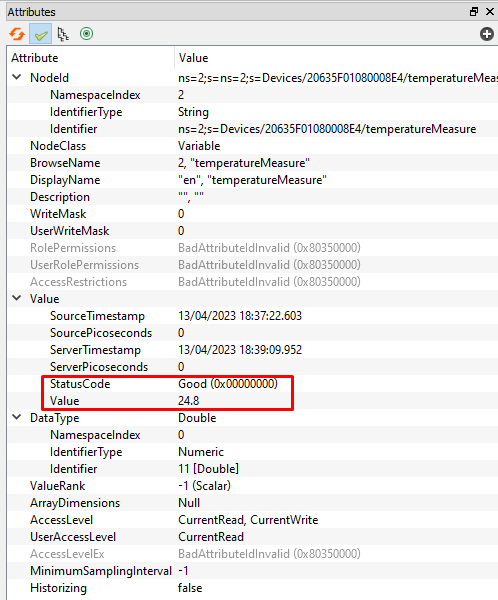 Attributes
Attribute Value
NodeId ns=2;s=ns=2;s=Devices/20635F01080008E4/temperatureMeas
NamespaceIndex 2
IdentifierType String
Identifier ns=2;s=Devices/20635F01080008E4/temperatureMeasure
NodeClass Variable
BrowseName 2, "temperatureMeasure"
DisplayName "en", "temperatureMeasure"
Description "", ""
WriteMask 0
UserWriteMask 0
RolePermissions BadAttributeIdInvalid (0x80350000)
UserRolePermissions BadAttributeIdInvalid (0x80350000)
AccessRestrictions BadAttributeIdInvalid (0x80350000)
Value
SourceTimestamp 13/04/2023 18:37:22.603
SourcePicoseconds 0
ServerTimestamp 13/04/2023 18:39:09.952
ServerPicoseconds 0
StatusCode Good (0x00000000)
Value 24.8
DataType Double
NamespaceIndex 0
IdentifierType Numeric
Identifier 11 [Double]
ValueRank -1 (Scalar)
ArrayDimensions Null
AccessLevel CurrentRead, CurrentWrite
UserAccessLevel CurrentRead
AccessLevelEx BadAttributeIdInvalid (0x80350000)
MinimumSamplingInterval -1
Historizing false